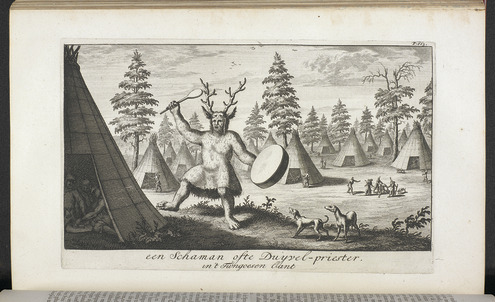 een Schaman ofte Duyvel-priester.
in't Tungoesen Lant